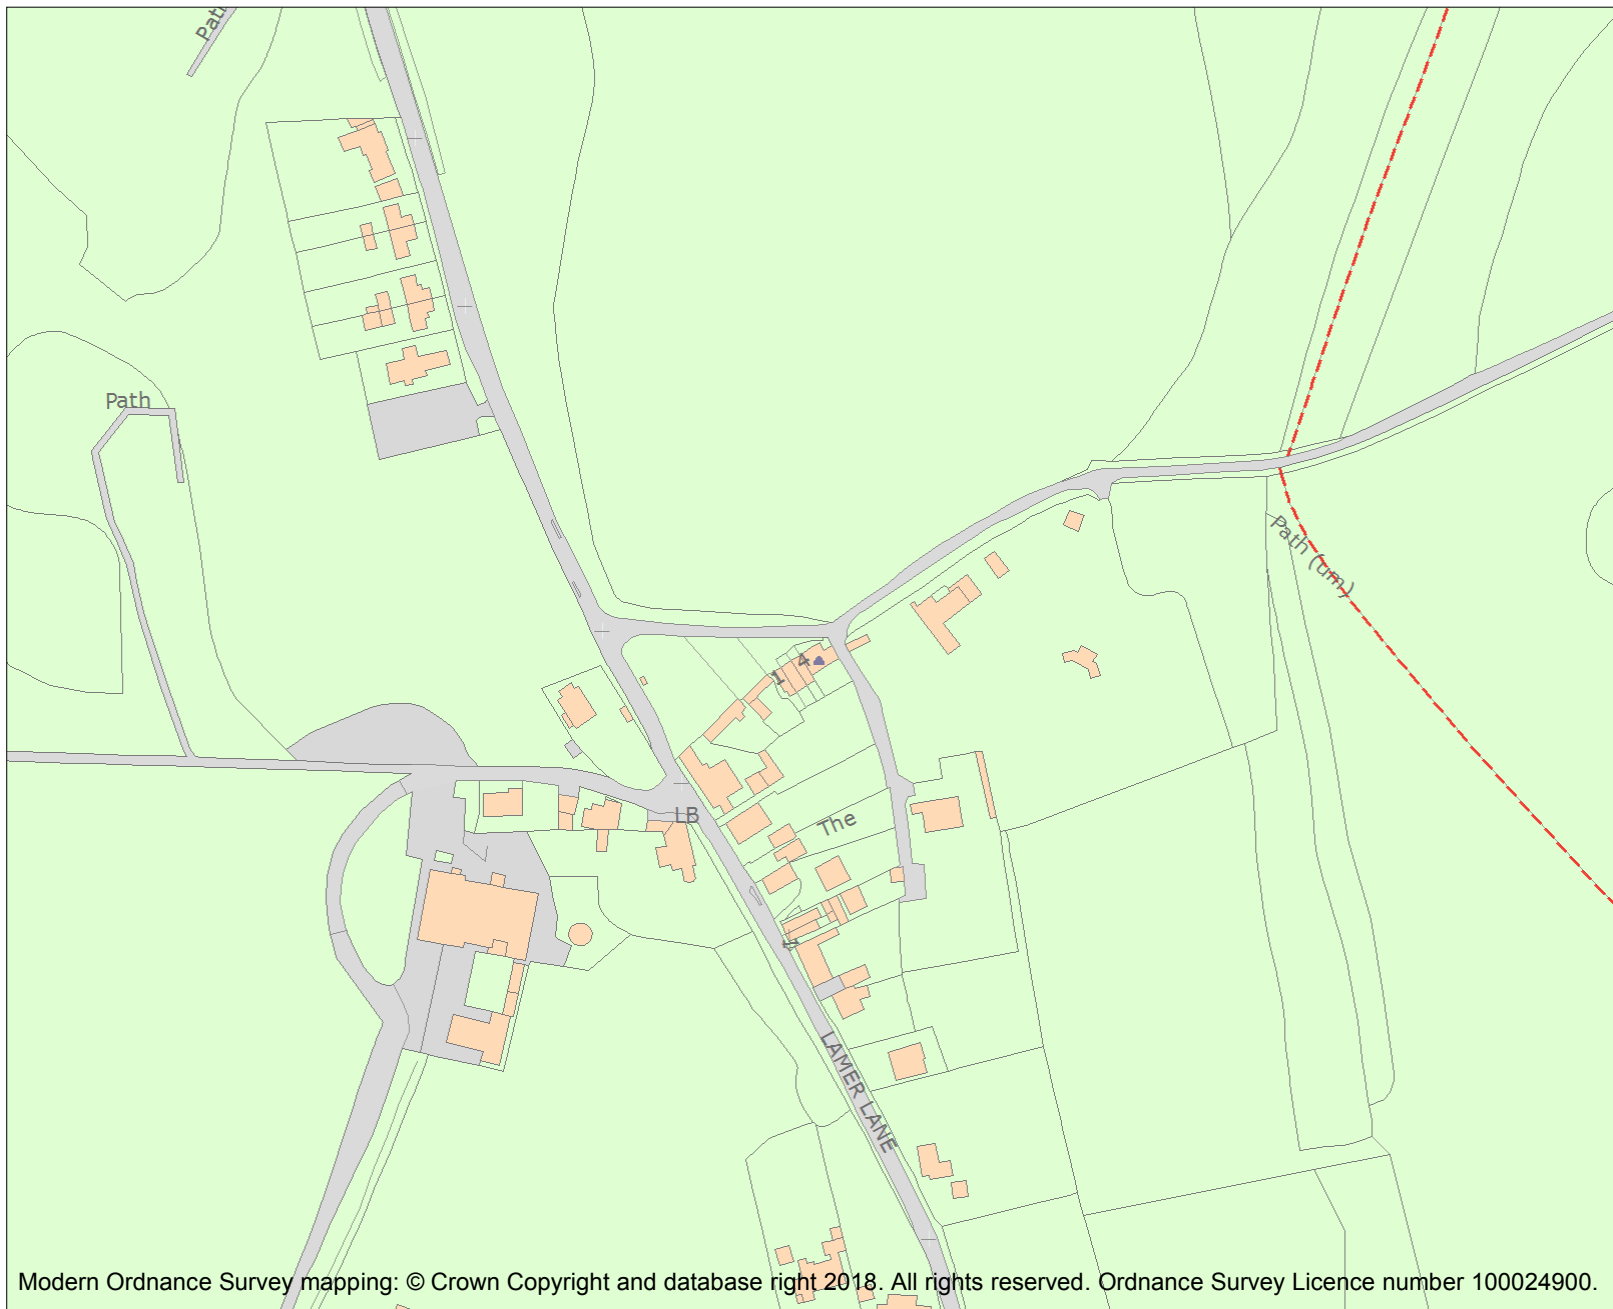 Path
Path
Path (um)
4
1
LB
The
5
LAMER LANE
Modern Ordnance Survey mapping: © Crown Copyright and database right 2018. All rights reserved. Ordnance Survey Licence number 100024900.